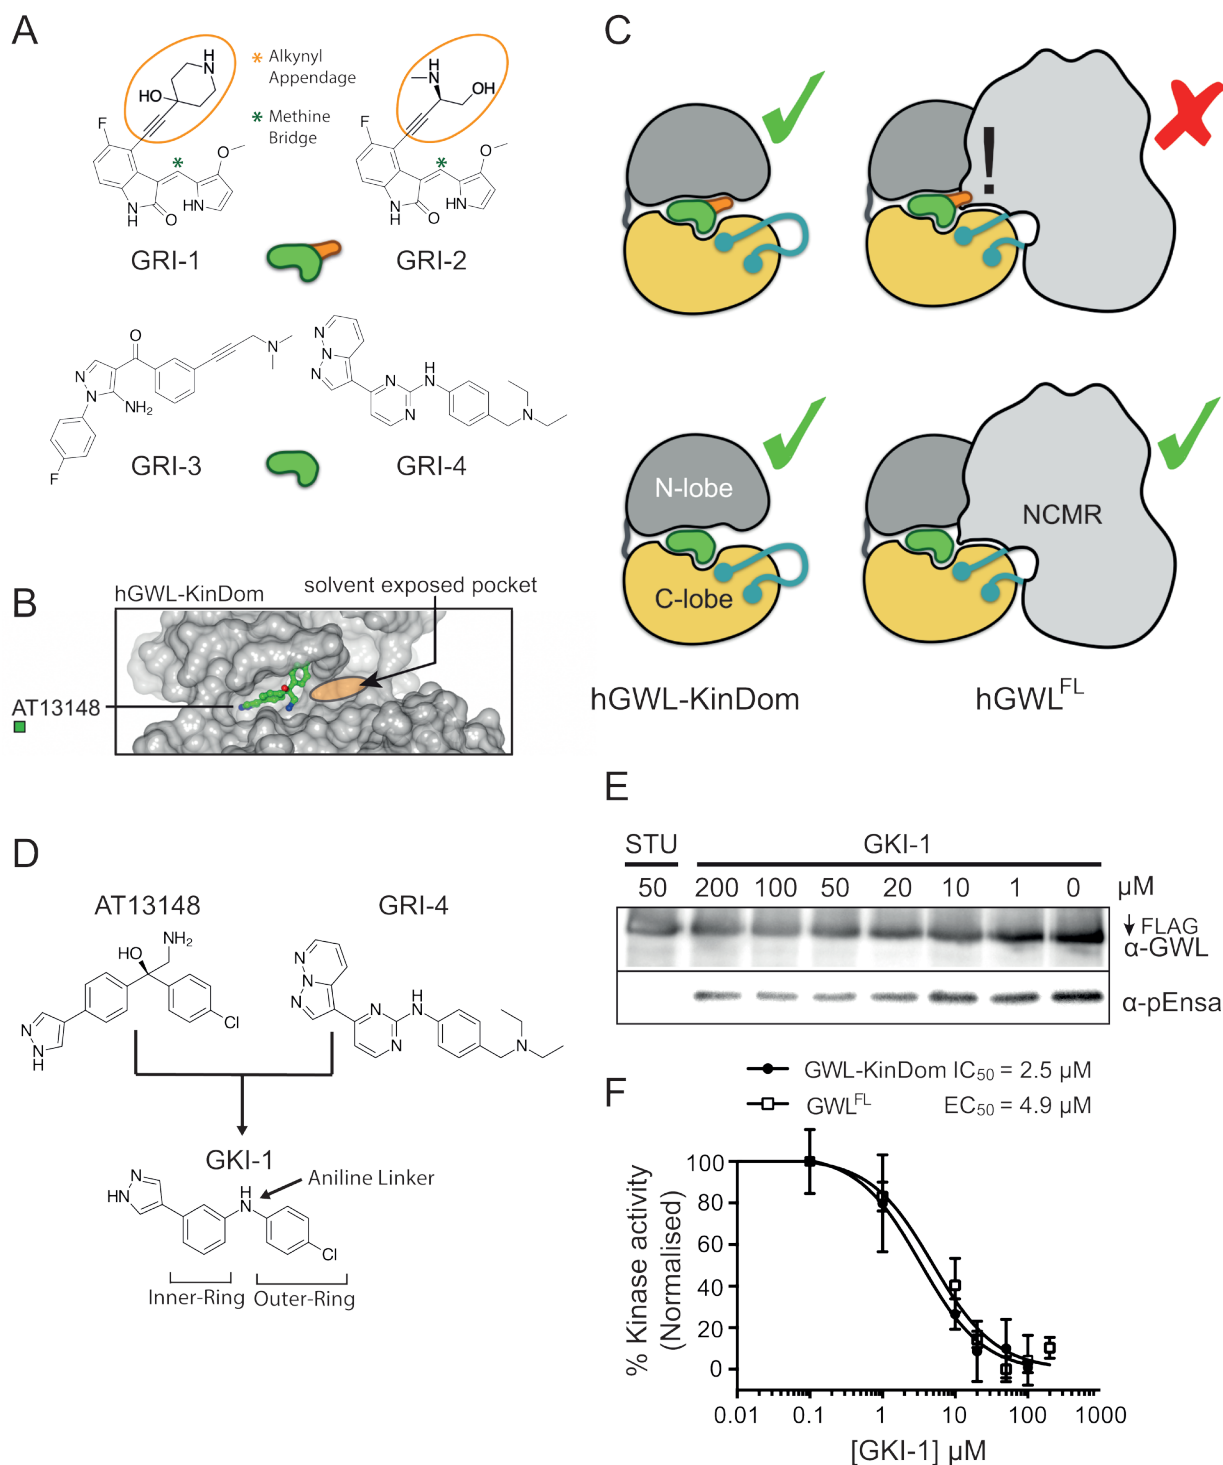 A
* Alkynyl
Appendage
* Methine
Bridge
H
N
HO
F
*
O
HN
N
H
O
GRI-1
H
N
OH
F
*
O
HN
N
H
O
GRI-2
O
N
N
NH₂
F
N
GRI-3
N
N
N
N
N
H
N
N
GRI-4
B
hGWL-KinDom
solvent exposed pocket
AT13148
C
!
N-lobe
C-lobe
NCMR
hGWL-KinDom
hGWL^FL
D
AT13148
GRI-4
NH₂
HO
Cl
N
N
H
N
N
N
N
N
H
N
N
GKI-1
Aniline Linker
N
HN
H
N
Cl
Inner-Ring
Outer-Ring
E
STU
GKI-1
50 200 100 50 20 10 1 0 μM
↓ FLAG
α-GWL
α-pEnsa
F
GWL-KinDom IC₅₀ = 2.5 μM
GWL^FL EC₅₀ = 4.9 μM
% Kinase activity
(Normalised)
100
80
60
40
20
0
0.01 0.1 1 10 100 1000
[GKI-1] μM